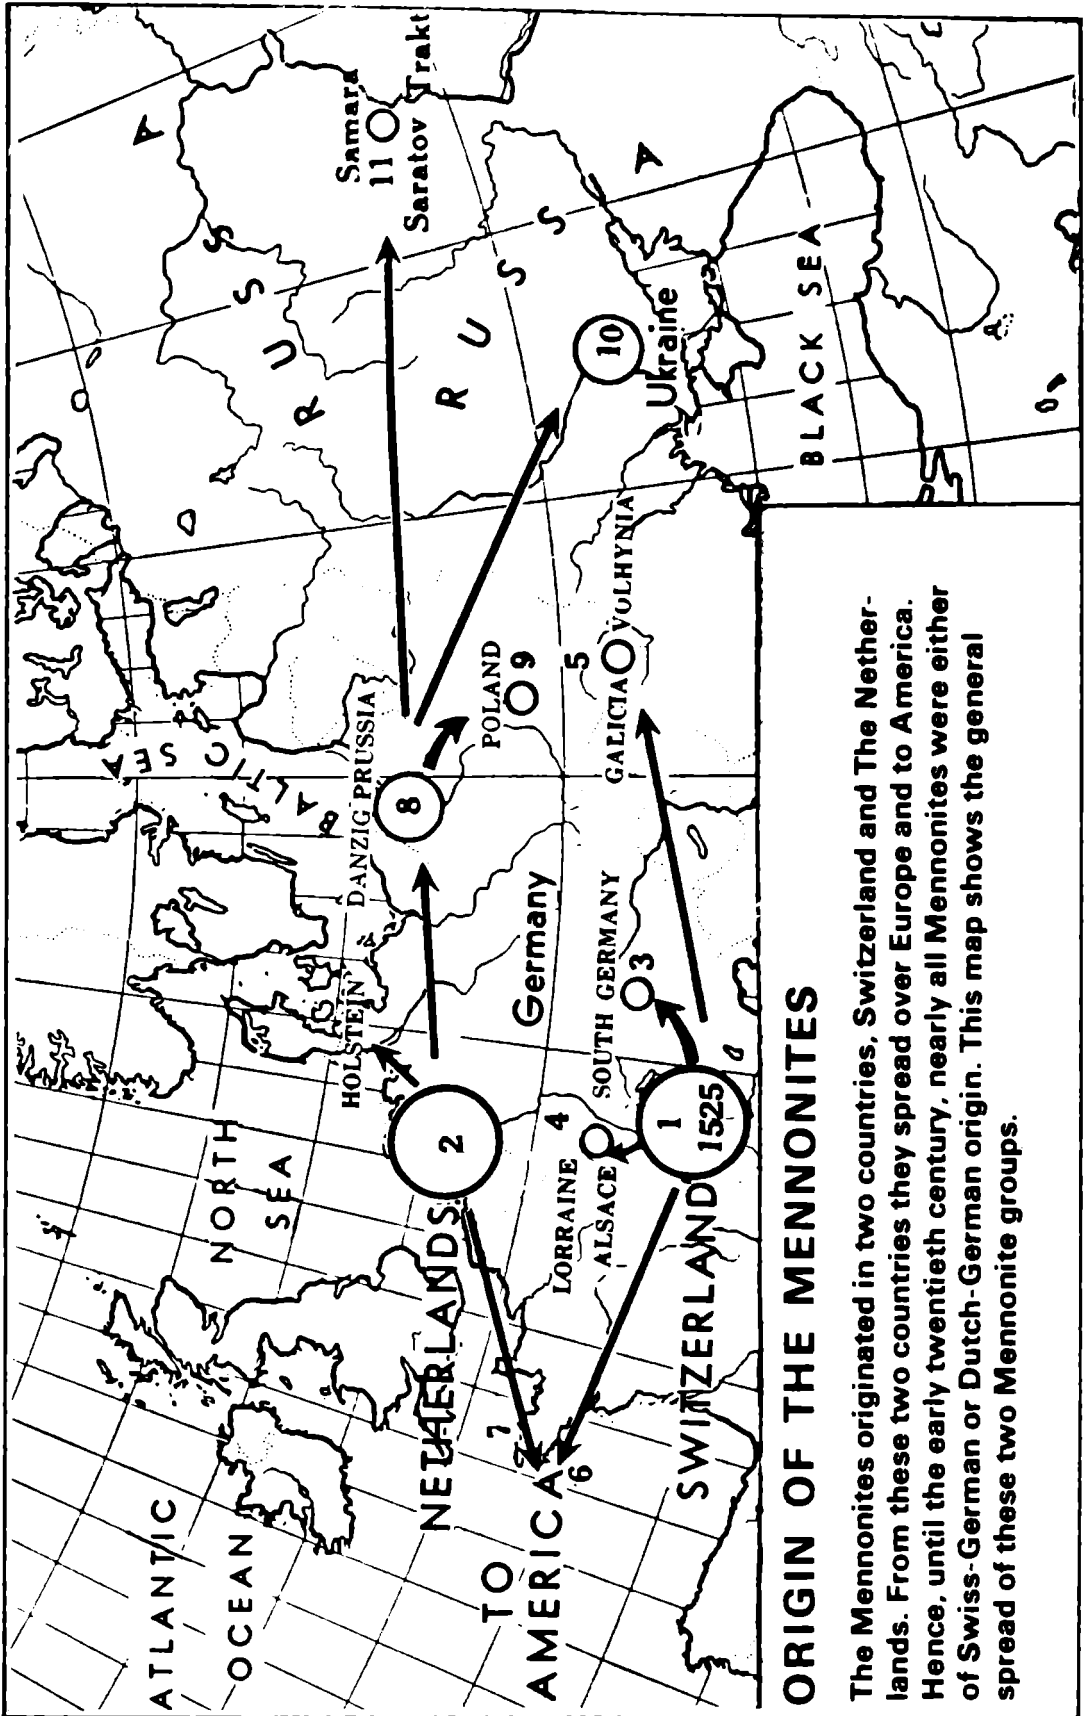 ATLANTIC
OCEAN
NORTH
SEA
BALTIC SEA
RUSSIA
RUSSIA
Samara
11
Saratov Trakt
HOLSTEIN
DANZIG PRUSSIA
8
NETHERLANDS
2
POLAND
9
Germany
10
Ukraine
TO
AMERICA
7
6
LORRAINE
4
ALSACE
SOUTH GERMANY
3
GALICIA
5
VOLHYNIA
SWITZERLAND
1
1525
BLACK SEA
ORIGIN OF THE MENNONITES
The Mennonites originated in two countries, Switzerland and The Nether-
lands. From these two countries they spread over Europe and to America.
Hence, until the early twentieth century, nearly all Mennonites were either
of Swiss-German or Dutch-German origin. This map shows the general
spread of these two Mennonite groups.